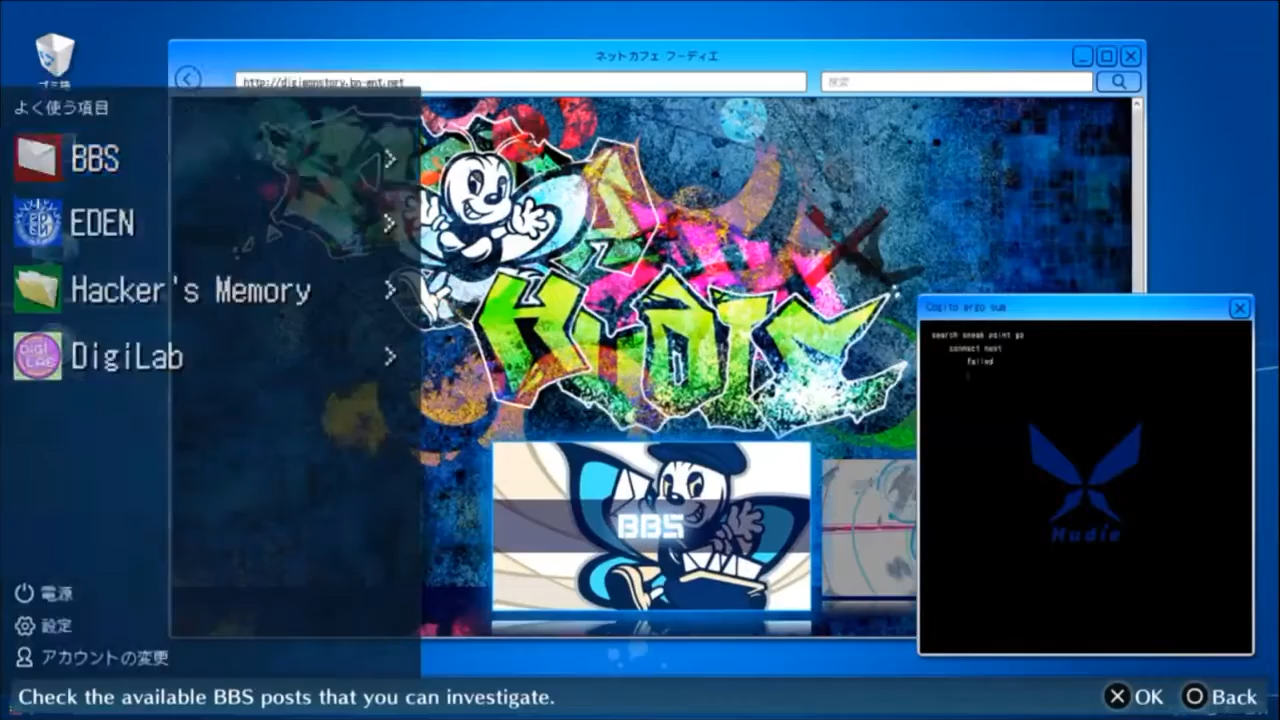 ネットカフェ フーディエ
http://digimonstory.bn-ent.net
検索
よく使う項目
BBS
EDEN
Hacker's Memory
DigiLab
Hudie
BBS
Cogito ergo sum
search sneak point go
connect next
failed
Hudie
電源
設定
アカウントの変更
Check the available BBS posts that you can investigate.
OK
Back